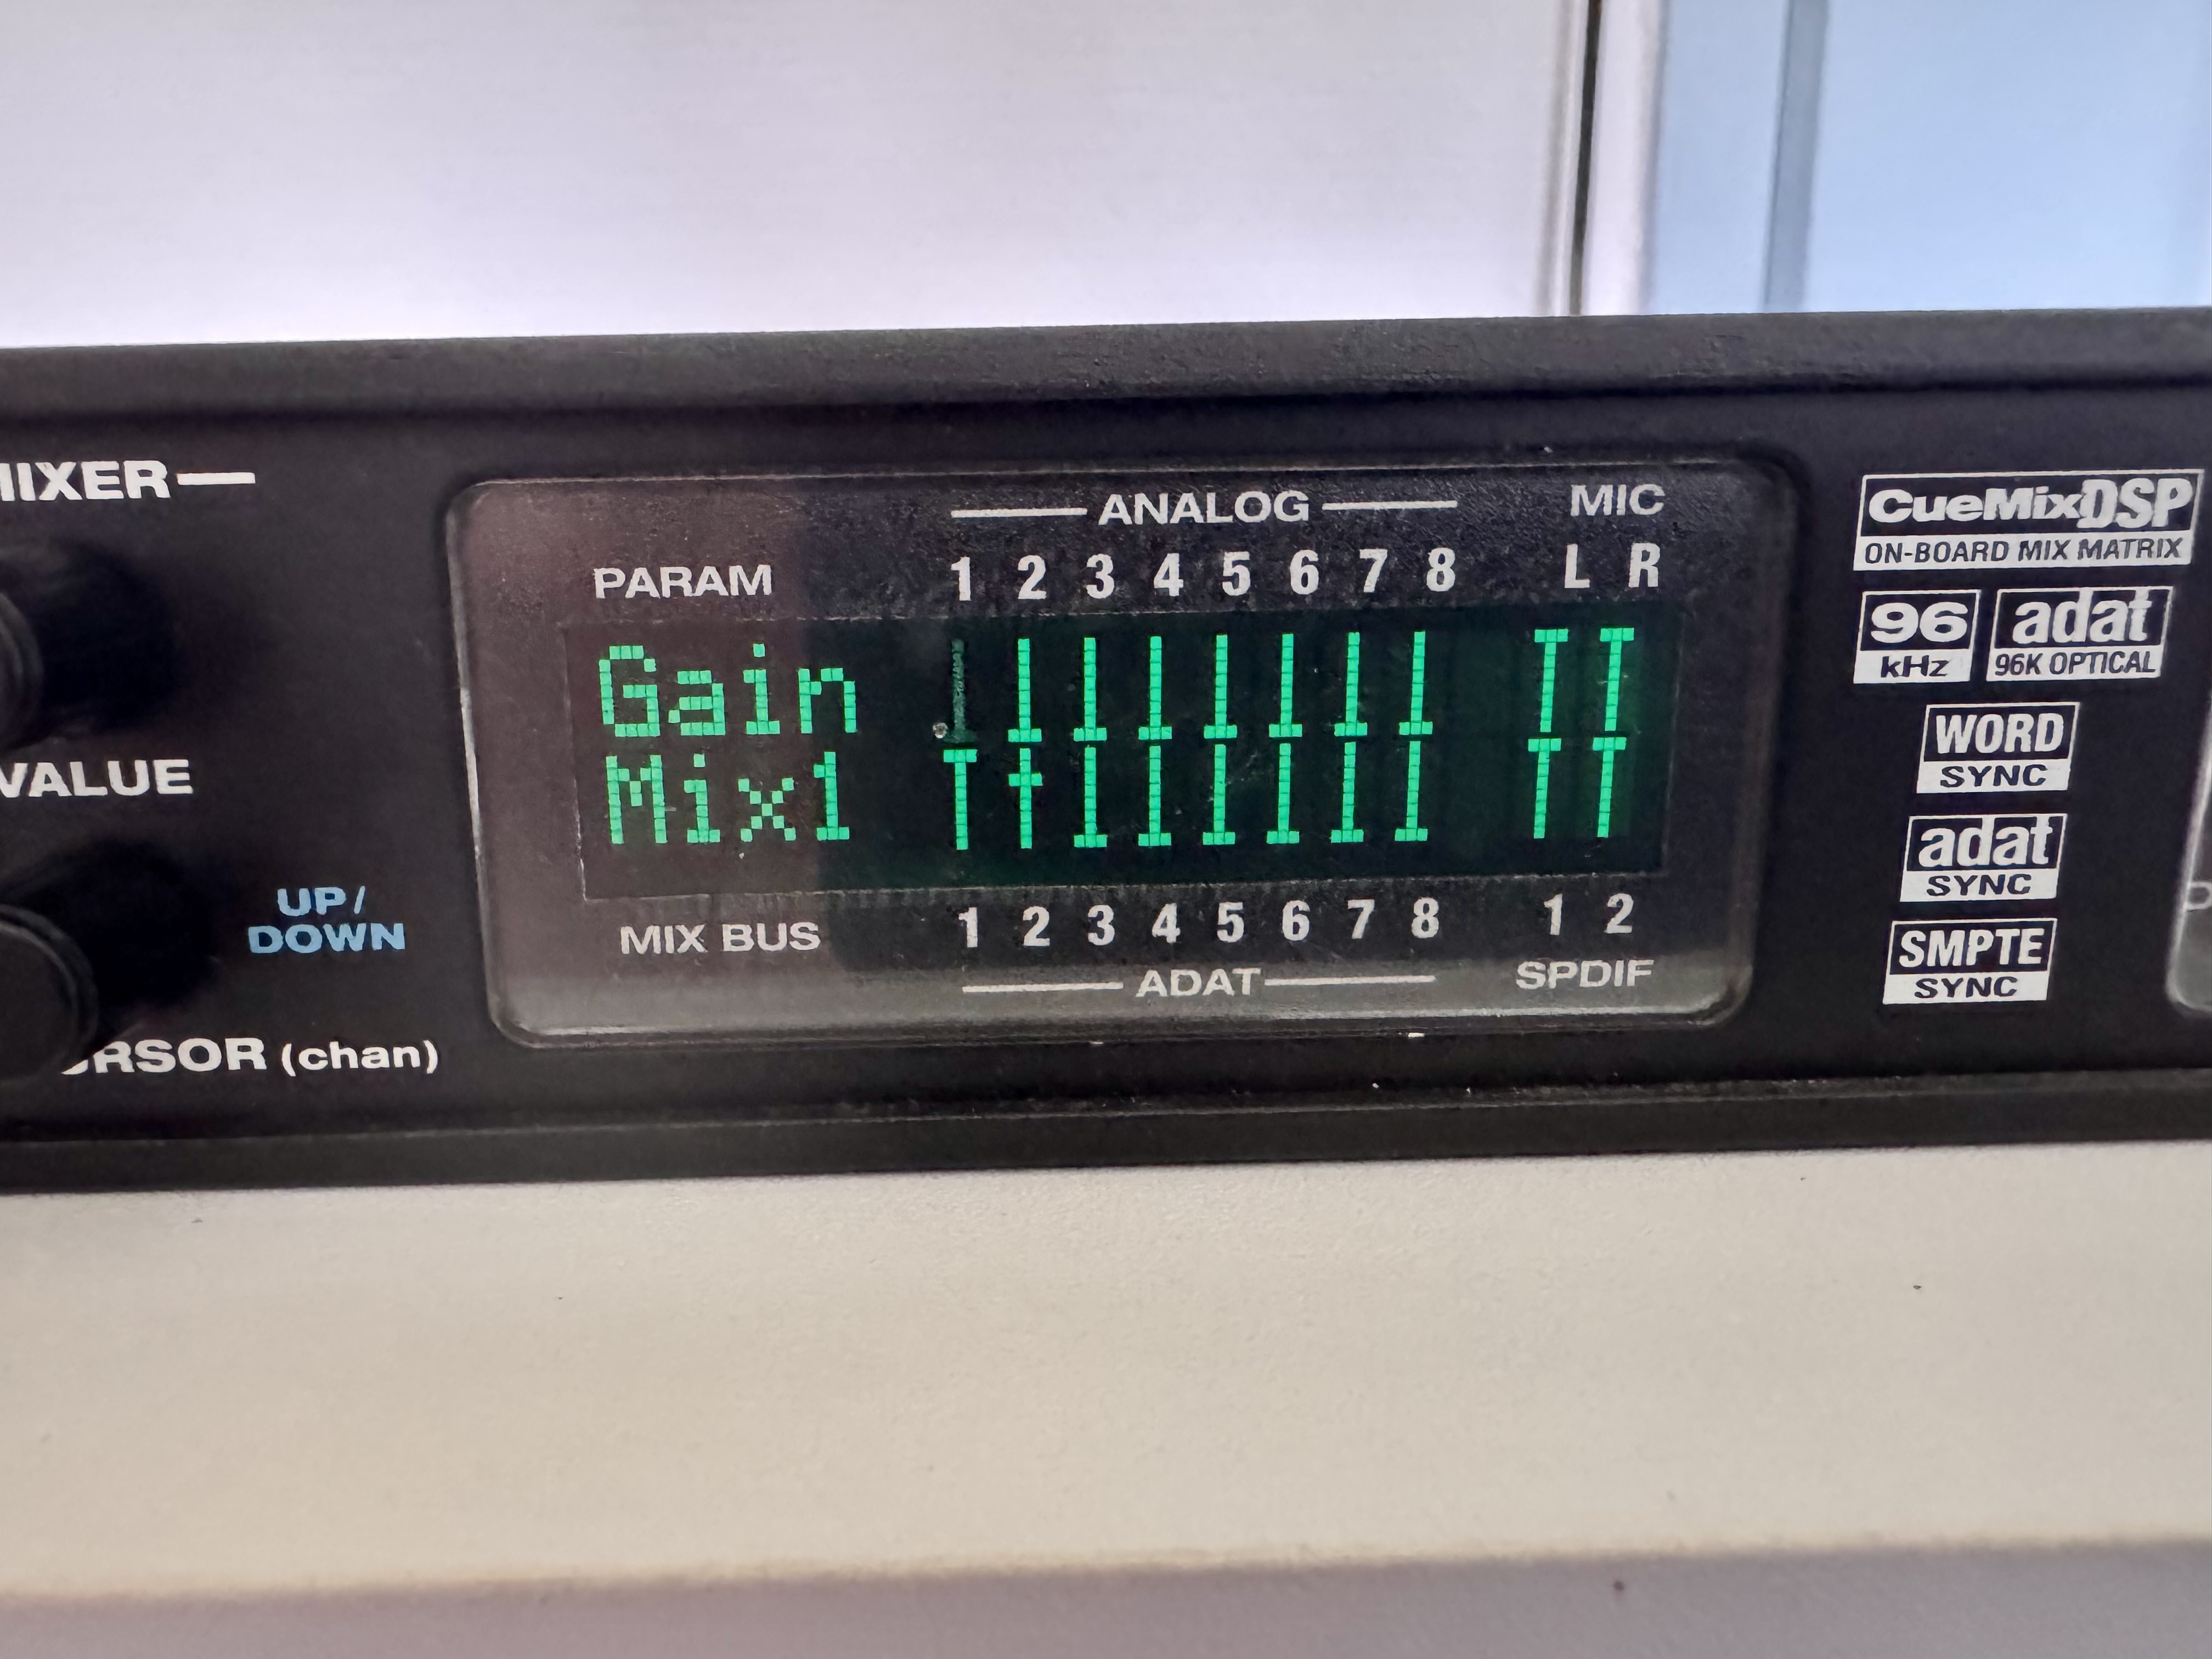 MIXER
ANALOG
MIC
PARAM
1 2 3 4 5 6 7 8
L R
Gain
Mix1
VALUE
UP/
DOWN
MIX BUS
1 2 3 4 5 6 7 8
1 2
ADAT
SPDIF
(chan)
CueMixDSP
ON-BOARD MIX MATRIX
96
kHz
adat
96K OPTICAL
WORD
SYNC
adat
SYNC
SMPTE
SYNC